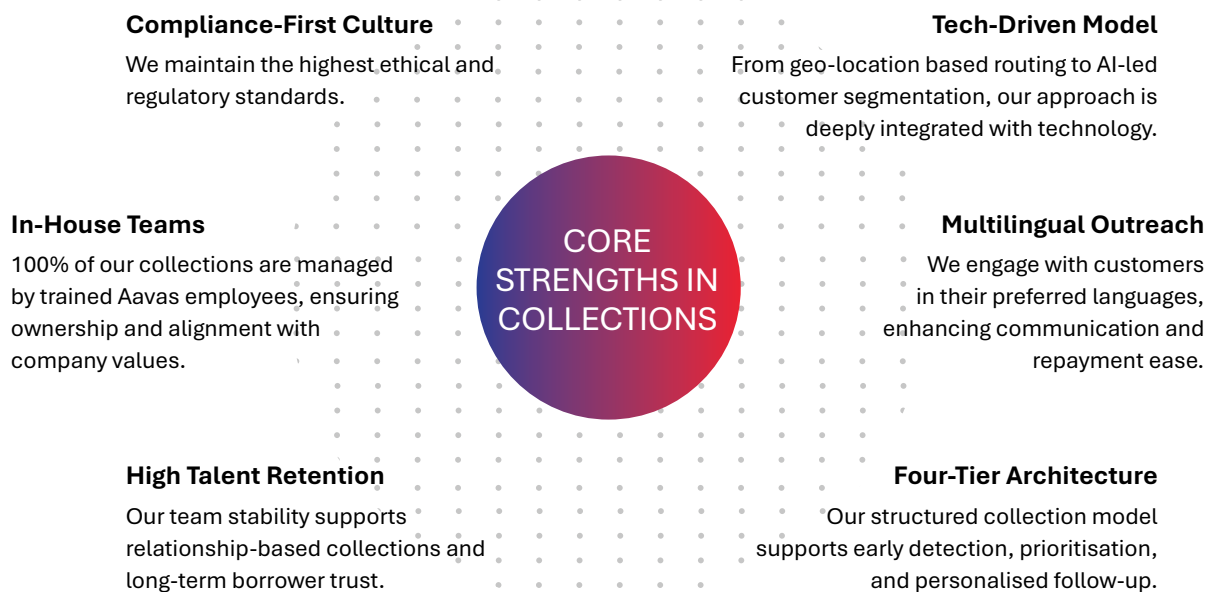 Compliance-First Culture
We maintain the highest ethical and
regulatory standards.
Tech-Driven Model
From geo-location based routing to AI-led
customer segmentation, our approach is
deeply integrated with technology.
In-House Teams
100% of our collections are managed
by trained Aavas employees, ensuring
ownership and alignment with
company values.
CORE
STRENGTHS IN
COLLECTIONS
Multilingual Outreach
We engage with customers
in their preferred languages,
enhancing communication and
repayment ease.
High Talent Retention
Our team stability supports
relationship-based collections and
long-term borrower trust.
Four-Tier Architecture
Our structured collection model
supports early detection, prioritisation,
and personalised follow-up.